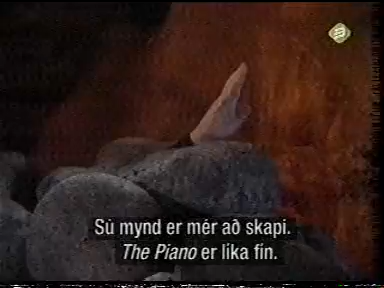 Sú mynd er mér að skapi.
The Piano er líka fín.